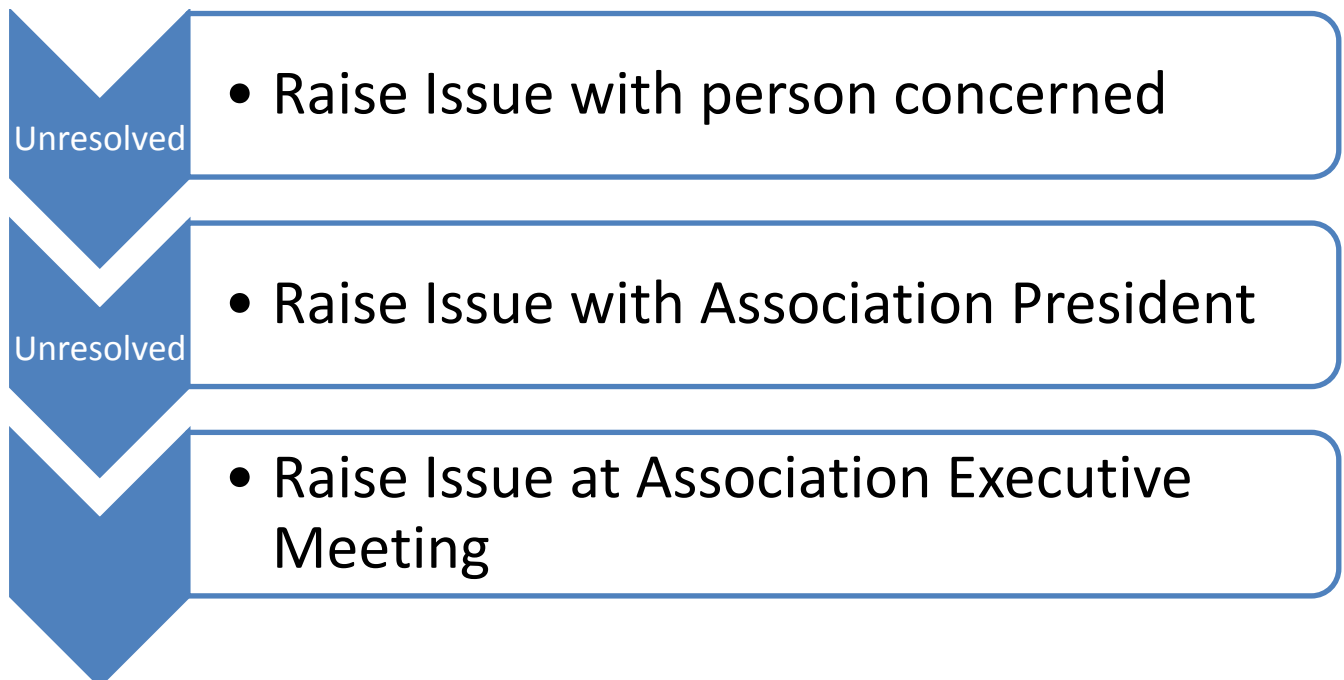 • Raise Issue with person concerned
Unresolved
• Raise Issue with Association President
Unresolved
• Raise Issue at Association Executive
Meeting